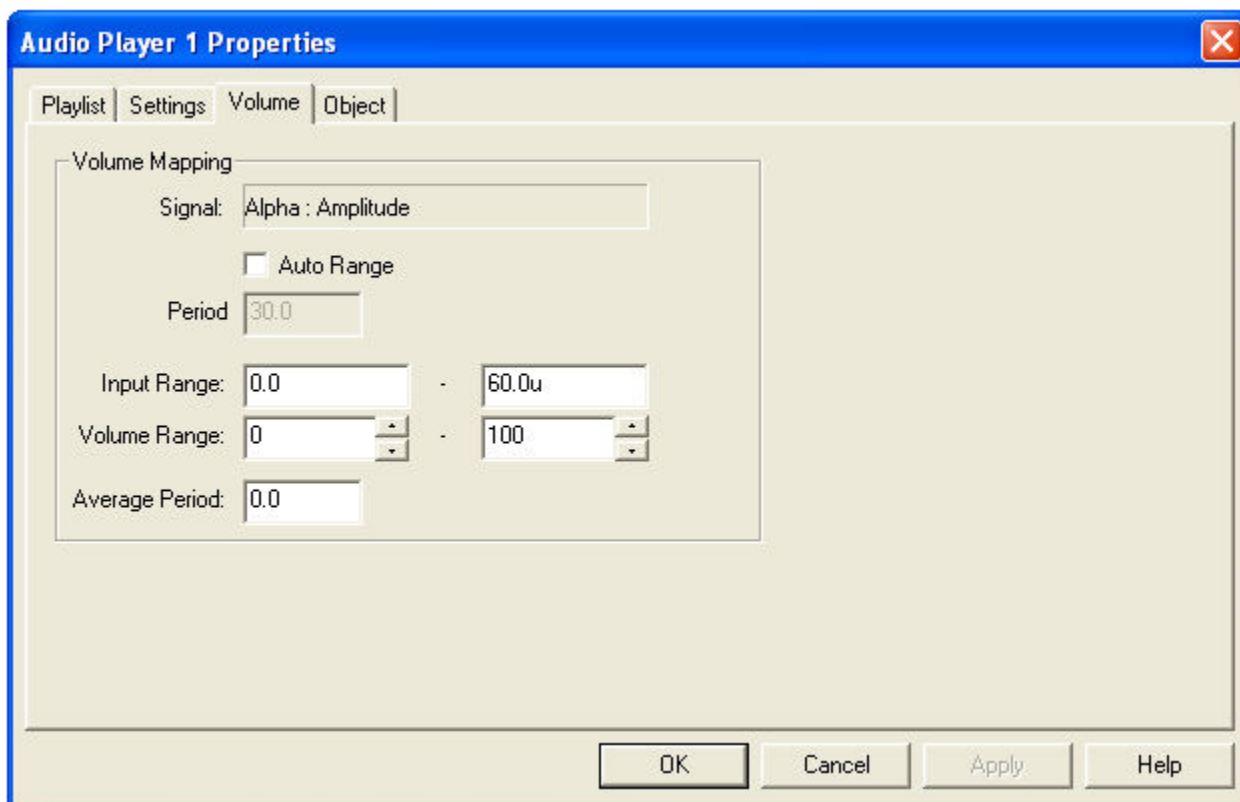 Audio Player 1 Properties
Playlist Settings Volume Object
Volume Mapping
Signal: Alpha : Amplitude
Auto Range
Period 30.0
Input Range: 0.0 - 60.0u
Volume Range: 0 - 100
Average Period: 0.0
OK Cancel Apply Help